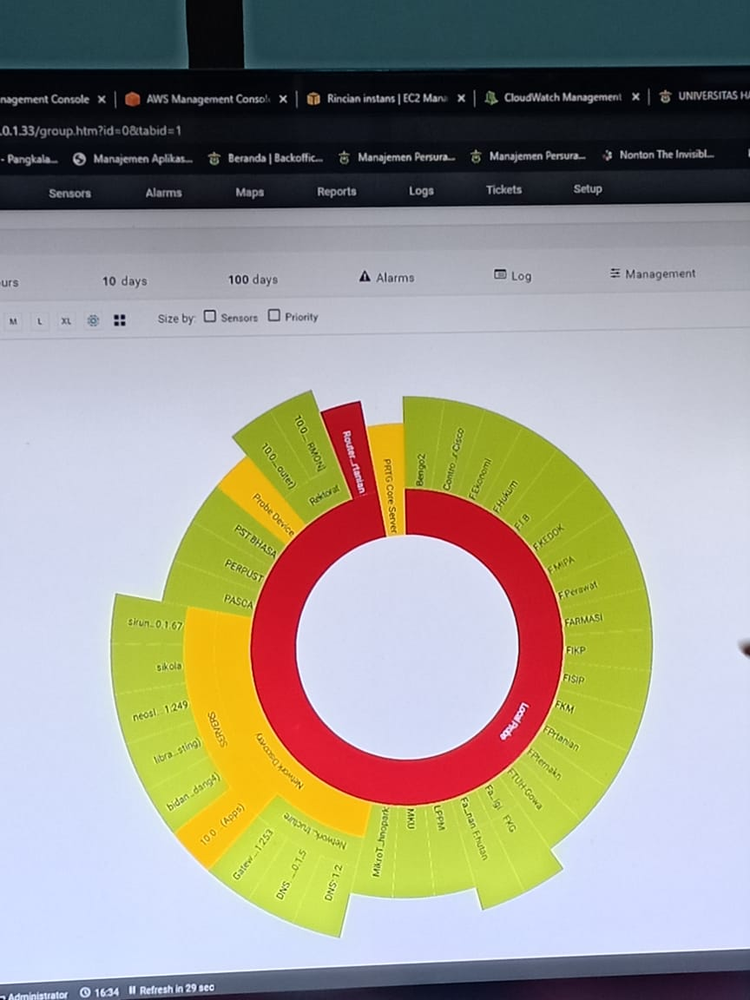 nagement Console
AWS Management Consol
Rincian instans | EC2 Mana
CloudWatch Management
UNIVERSITAS HA
.0.1.33/group.htm?id=0&tabid=1
- Pangkala...
Manajemen Aplikas...
Beranda | Backoffic...
Manajemen Persura...
Manajemen Persura...
Nonton The Invisibl...
Sensors
Alarms
Maps
Reports
Logs
Tickets
Setup
urs
10 days
100 days
Alarms
Log
Management
M
L
XL
Size by:
Sensors
Priority
10.0... RMON]
10.0...outer)
Rektorat
Router...rtanian
PRTG Core Server
Bengo2
Contro...r Cisco
F.Ekonomi
F.Hukum
F.I.B
F.KEDOK
F.MIPA
F.Perawat
FARMASI
FIKP
FISIP
FKM
FPrtanian
FPternakn
FTUH-Gowa
Fa...igi FKG
Fa...nan F.hutan
LPPM
MKU
MikroT...hnopark
Local Probe
Probe Device
PST BHASA
PERPUST
PASCA
sirun...0.1.67
sikola
neosi...1.249
libra...sting)
bidan...dang4)
SERVERS
Network Discovery
10.0...(Apps)
Network...tructure
Gatew...1.253
DNS ...0.1.5
DNS 1.2
Administrator
16:34
Refresh in 29 sec